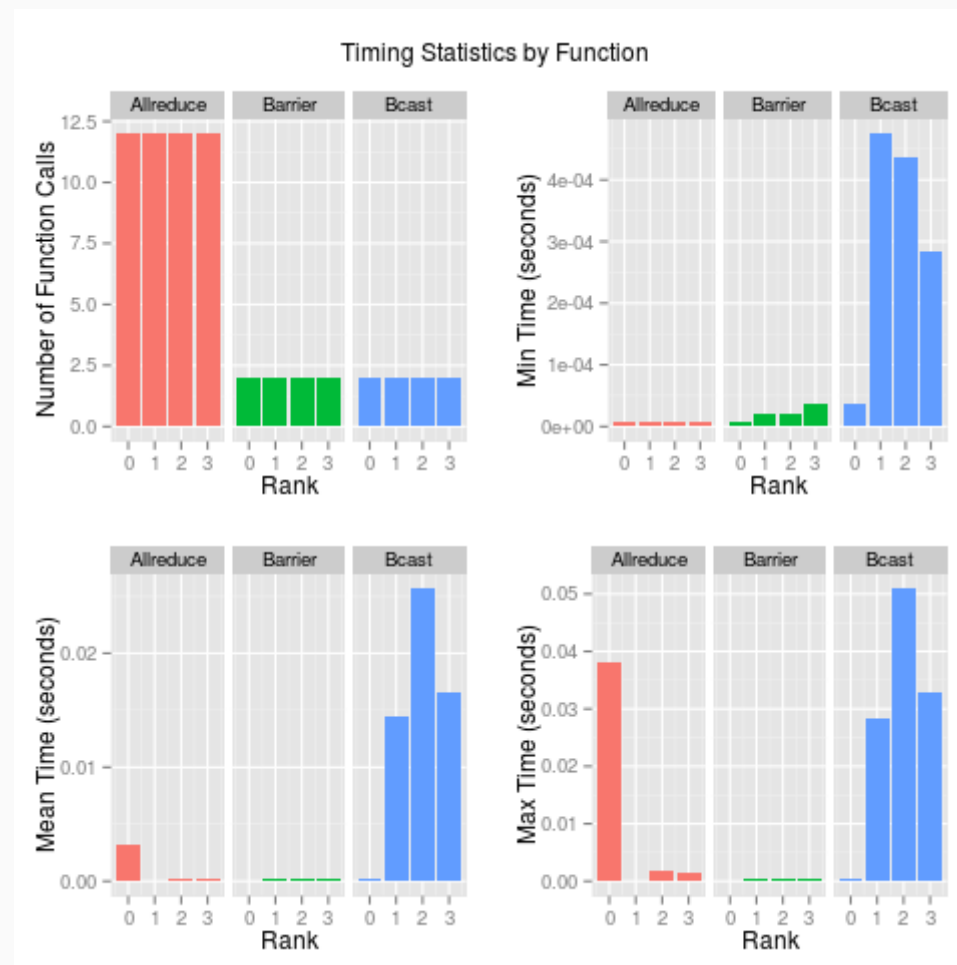 Timing Statistics by Function
Allreduce Barrier Bcast
Number of Function Calls
12.5
10.0
7.5
5.0
2.5
0.0
0 1 2 3 0 1 2 3 0 1 2 3
Rank
Allreduce Barrier Bcast
Min Time (seconds)
4e-04
3e-04
2e-04
1e-04
0e+00
0 1 2 3 0 1 2 3 0 1 2 3
Rank
Allreduce Barrier Bcast
Mean Time (seconds)
0.02
0.01
0.00
0 1 2 3 0 1 2 3 0 1 2 3
Rank
Allreduce Barrier Bcast
Max Time (seconds)
0.05
0.04
0.03
0.02
0.01
0.00
0 1 2 3 0 1 2 3 0 1 2 3
Rank